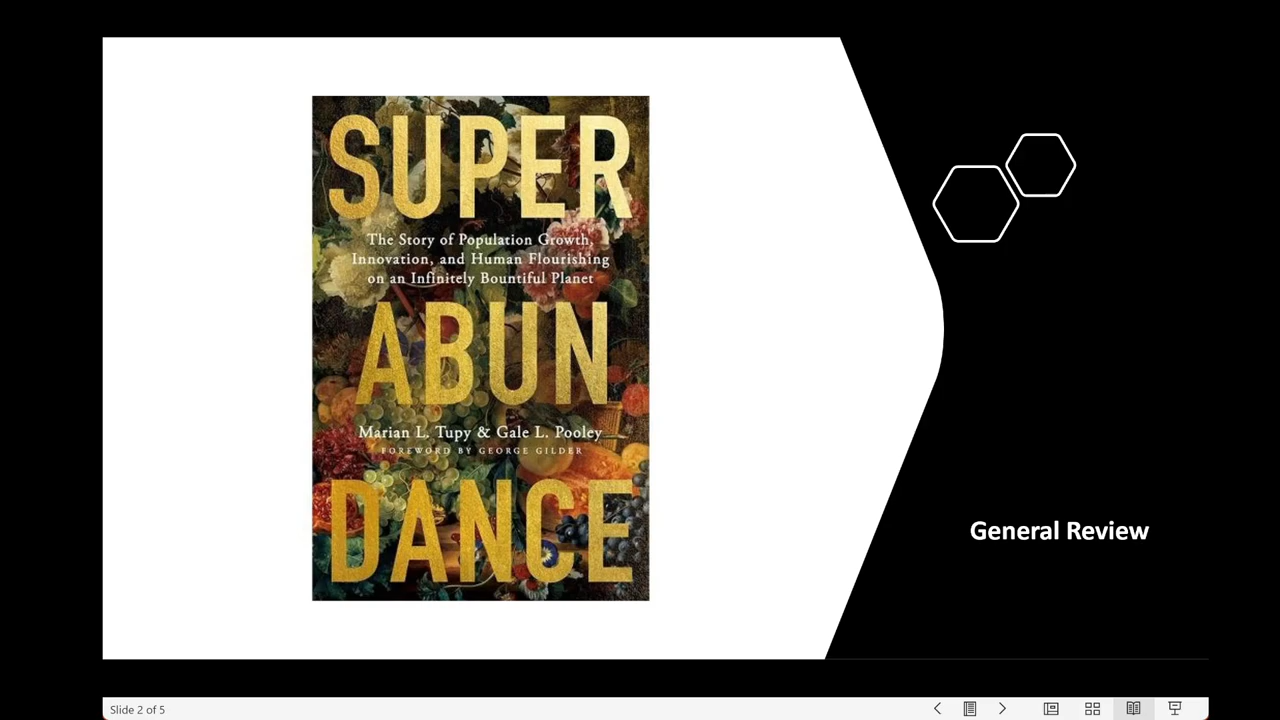 SUPER
The Story of Population Growth,
Innovation, and Human Flourishing
on an Infinitely Bountiful Planet
ABUN
Marian L. Tupy & Gale L. Pooley
FOREWORD BY GEORGE GILDER
DANCE
General Review
Slide 2 of 5